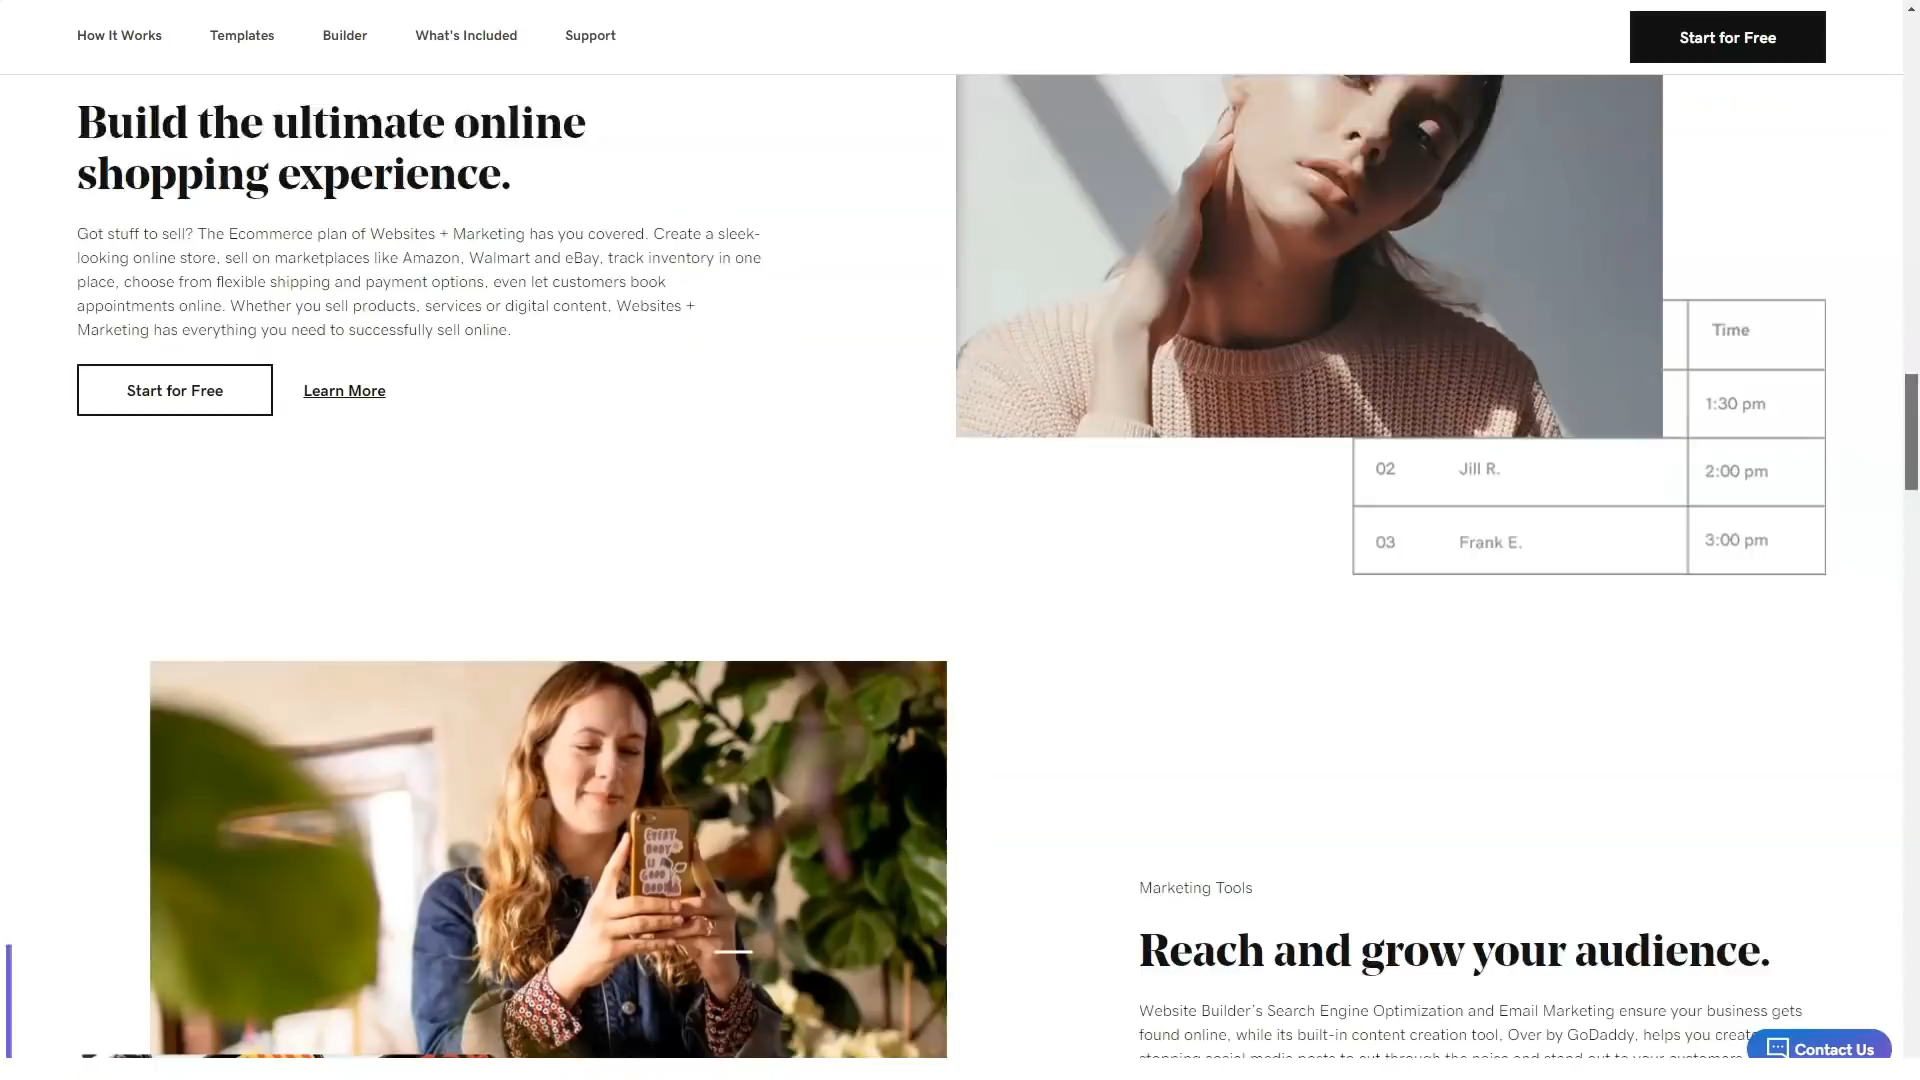 How It Works Templates Builder What's Included Support Start for Free
Build the ultimate online
shopping experience.
Got stuff to sell? The Ecommerce plan of Websites + Marketing has you covered. Create a sleek-
looking online store, sell on marketplaces like Amazon, Walmart and eBay, track inventory in one
place, choose from flexible shipping and payment options, even let customers book
appointments online. Whether you sell products, services or digital content, Websites +
Marketing has everything you need to successfully sell online.
Start for Free Learn More
Time
1:30 pm
02 Jill R. 2:00 pm
03 Frank E. 3:00 pm
EVERY
BODY
IS A
GOOD
BODY
Marketing Tools
Reach and grow your audience.
Website Builder's Search Engine Optimization and Email Marketing ensure your business gets
found online, while its built-in content creation tool, Over by GoDaddy, helps you create
Contact Us